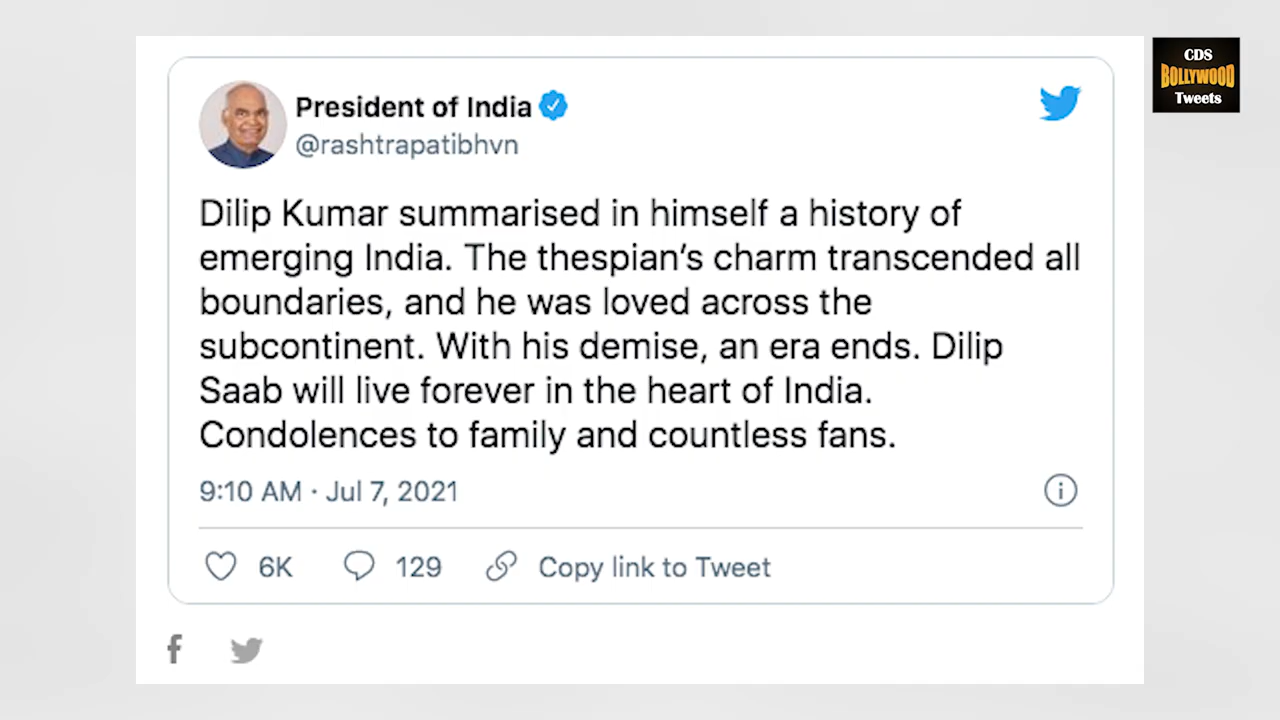 CDS
BOLLYWOOD
Tweets
President of India
@rashtrapatibhvn
Dilip Kumar summarised in himself a history of
emerging India. The thespian’s charm transcended all
boundaries, and he was loved across the
subcontinent. With his demise, an era ends. Dilip
Saab will live forever in the heart of India.
Condolences to family and countless fans.
9:10 AM · Jul 7, 2021
6K 129 Copy link to Tweet